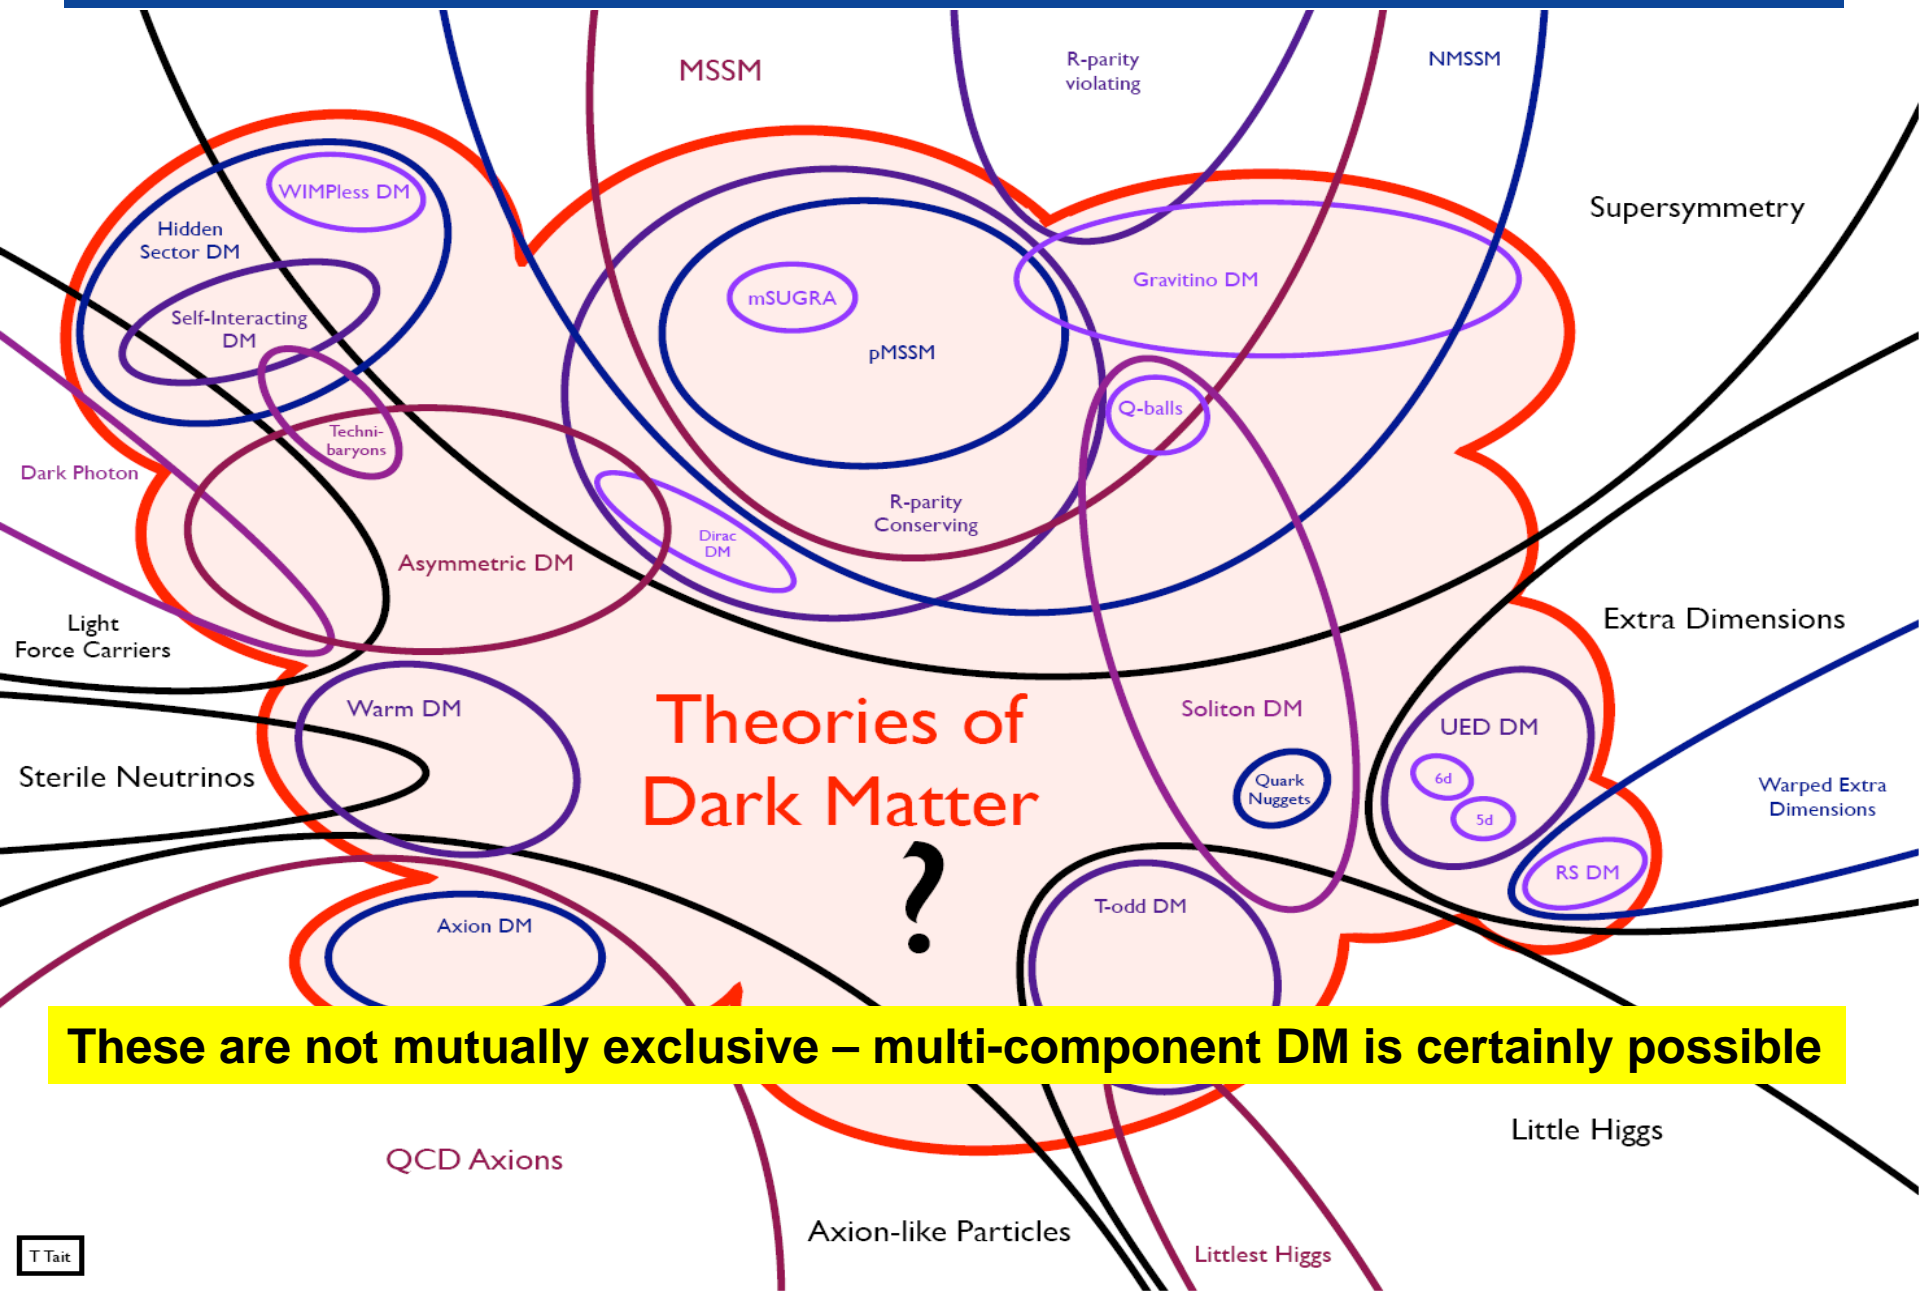 MSSM
R-parity
violating
NMSSM
WIMPless DM
Supersymmetry
Hidden
Sector DM
Gravitino DM
mSUGRA
Self-Interacting
DM
pMSSM
Q-balls
Techni-
baryons
Dark Photon
R-parity
Conserving
Dirac
DM
Asymmetric DM
Light
Force Carriers
Extra Dimensions
Warm DM
Theories of
Dark Matter
?
Soliton DM
UED DM
Sterile Neutrinos
Quark
Nuggets
6d
5d
Warped Extra
Dimensions
RS DM
T-odd DM
Axion DM
These are not mutually exclusive – multi-component DM is certainly possible
Little Higgs
QCD Axions
Axion-like Particles
Littlest Higgs
T Tait